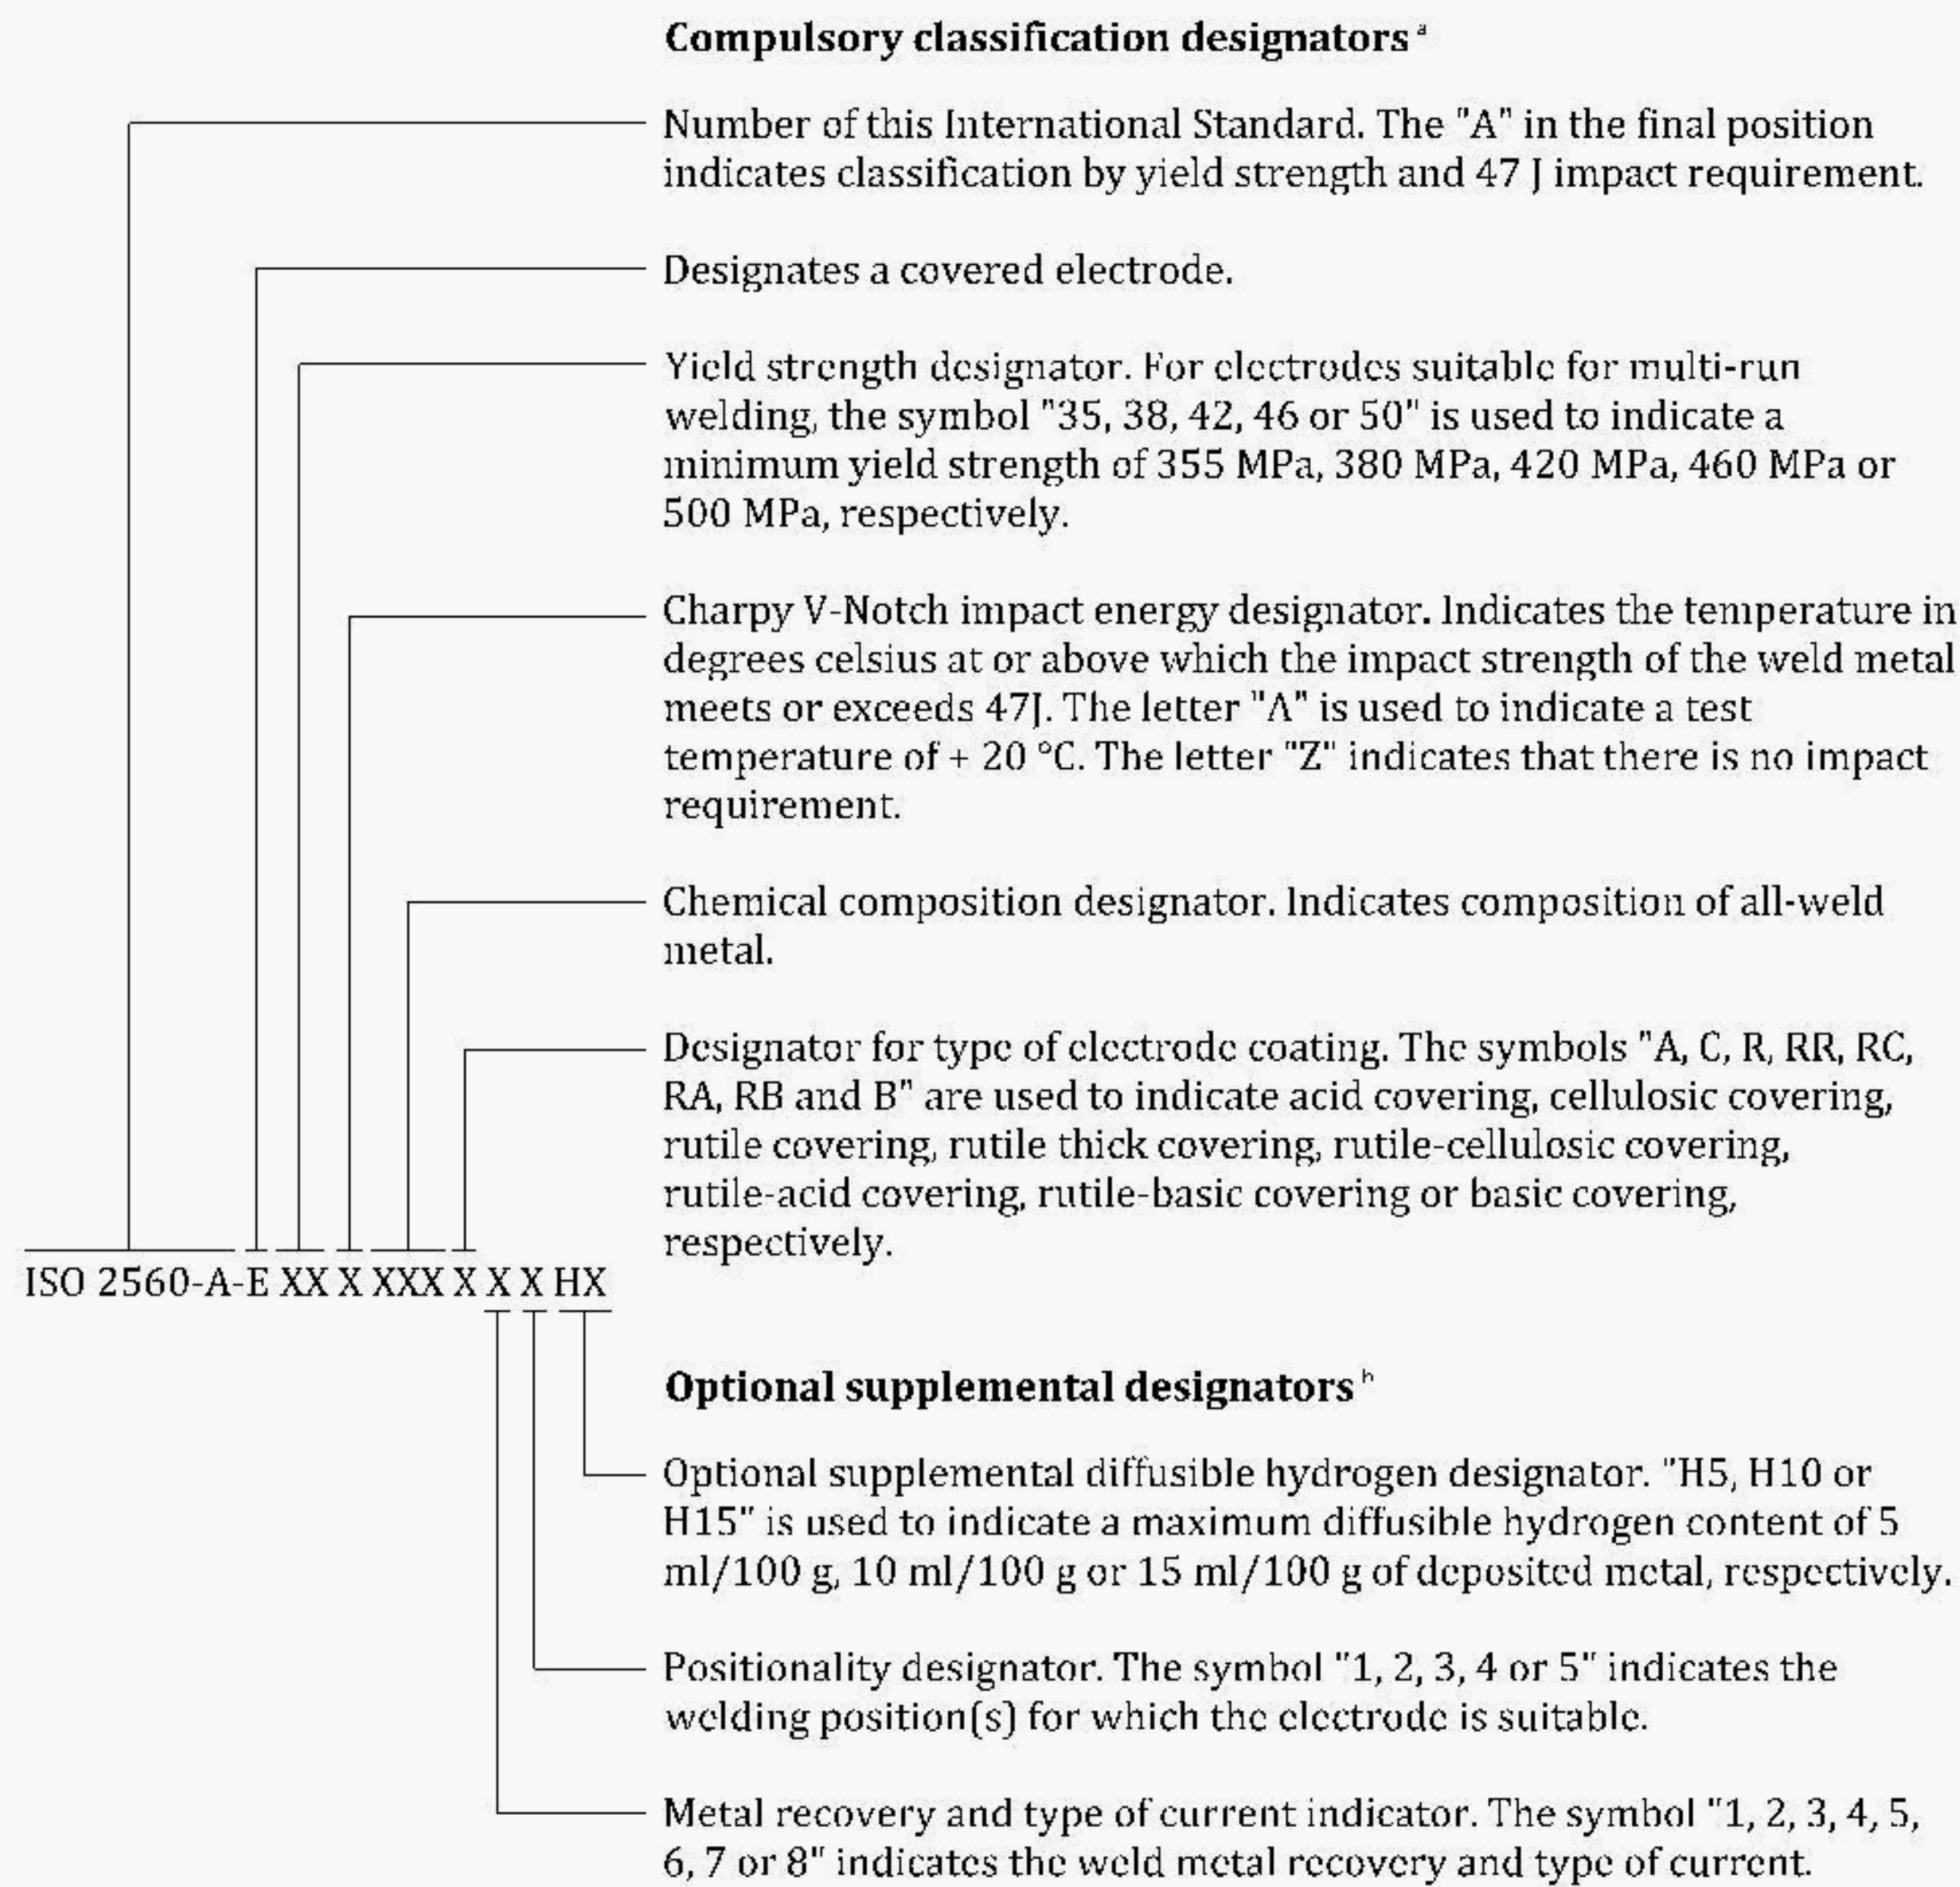 Compulsory classification designators a
Number of this International Standard. The "A" in the final position
indicates classification by yield strength and 47 J impact requirement.
Designates a covered electrode.
Yield strength designator. For electrodes suitable for multi-run
welding, the symbol "35, 38, 42, 46 or 50" is used to indicate a
minimum yield strength of 355 MPa, 380 MPa, 420 MPa, 460 MPa or
500 MPa, respectively.
Charpy V-Notch impact energy designator. Indicates the temperature in
degrees celsius at or above which the impact strength of the weld metal
meets or exceeds 47J. The letter "A" is used to indicate a test
temperature of + 20 °C. The letter "Z" indicates that there is no impact
requirement.
Chemical composition designator. Indicates composition of all-weld
metal.
Designator for type of electrode coating. The symbols "A, C, R, RR, RC,
RA, RB and B" are used to indicate acid covering, cellulosic covering,
rutile covering, rutile thick covering, rutile-cellulosic covering,
rutile-acid covering, rutile-basic covering or basic covering,
respectively.
ISO 2560-A-E XX X XXX X X X HX
Optional supplemental designators b
Optional supplemental diffusible hydrogen designator. "H5, H10 or
H15" is used to indicate a maximum diffusible hydrogen content of 5
ml/100 g, 10 ml/100 g or 15 ml/100 g of deposited metal, respectively.
Positionality designator. The symbol "1, 2, 3, 4 or 5" indicates the
welding position(s) for which the electrode is suitable.
Metal recovery and type of current indicator. The symbol "1, 2, 3, 4, 5,
6, 7 or 8" indicates the weld metal recovery and type of current.